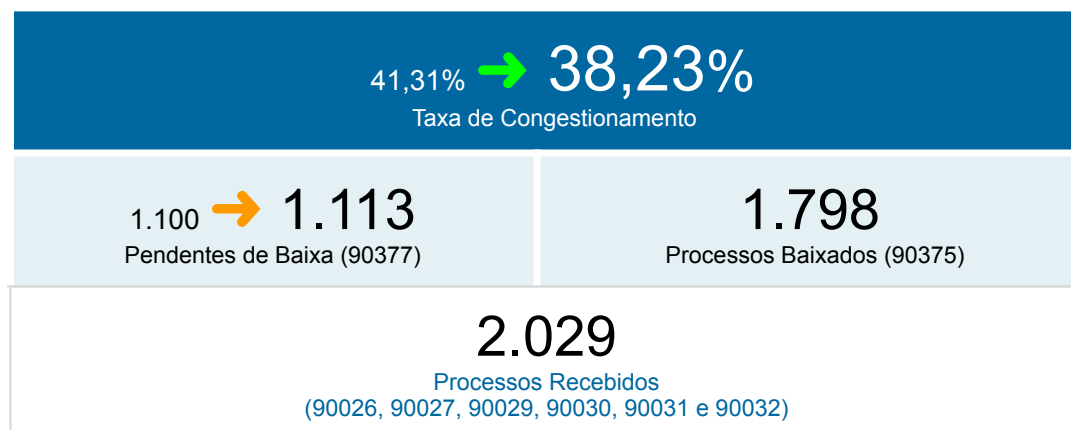 41,31% ➜ 38,23%
Taxa de Congestionamento
1.100 ➜ 1.113
Pendentes de Baixa (90377)
1.798
Processos Baixados (90375)
2.029
Processos Recebidos
(90026, 90027, 90029, 90030, 90031 e 90032)